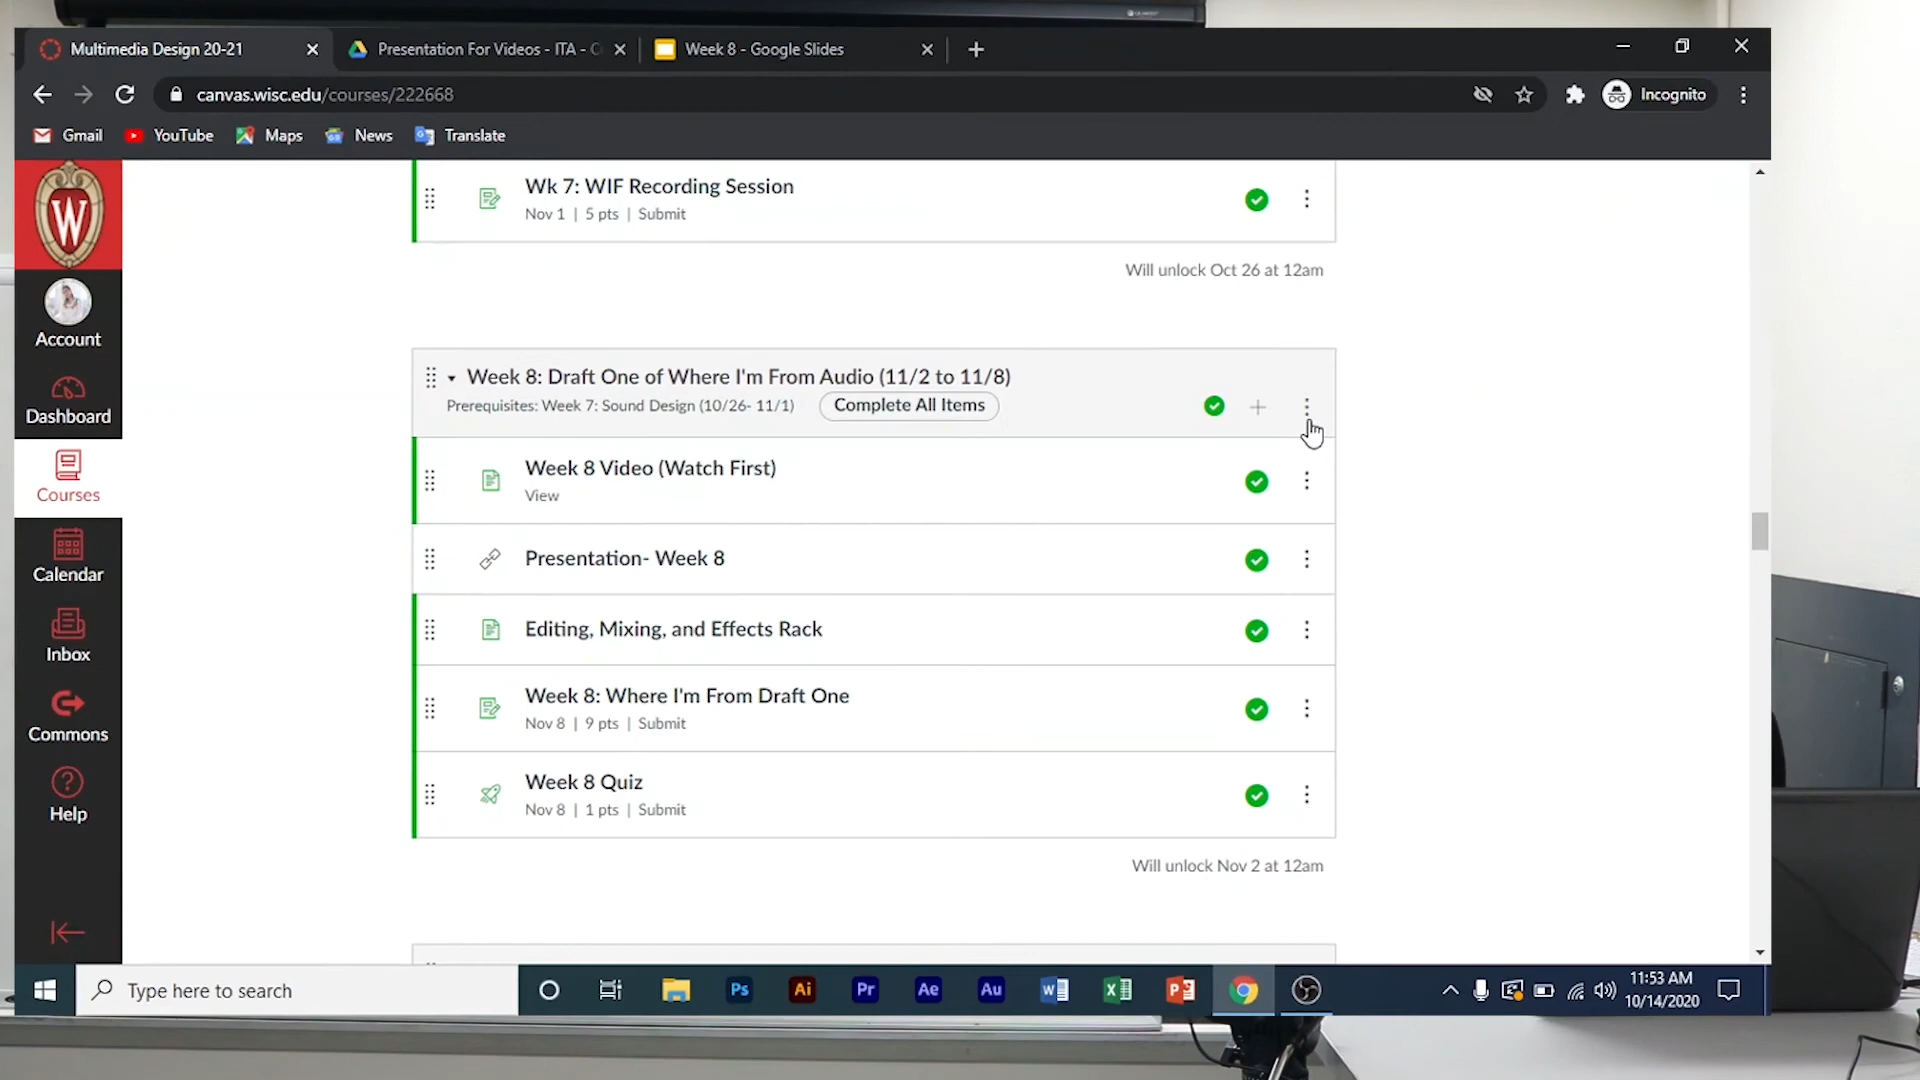 Multimedia Design 20-21
Presentation For Videos - ITA - C
Week 8 - Google Slides
canvas.wisc.edu/courses/222668
Incognito
Gmail
YouTube
Maps
News
Translate
W
Account
Dashboard
Courses
Calendar
Inbox
Commons
Help
Wk 7: WIF Recording Session
Nov 1 | 5 pts | Submit
Will unlock Oct 26 at 12am
Week 8: Draft One of Where I'm From Audio (11/2 to 11/8)
Prerequisites: Week 7: Sound Design (10/26- 11/1)
Complete All Items
Week 8 Video (Watch First)
View
Presentation- Week 8
Editing, Mixing, and Effects Rack
Week 8: Where I'm From Draft One
Nov 8 | 9 pts | Submit
Week 8 Quiz
Nov 8 | 1 pts | Submit
Will unlock Nov 2 at 12am
Type here to search
Ps
Ai
Pr
Ae
Au
11:53 AM
10/14/2020